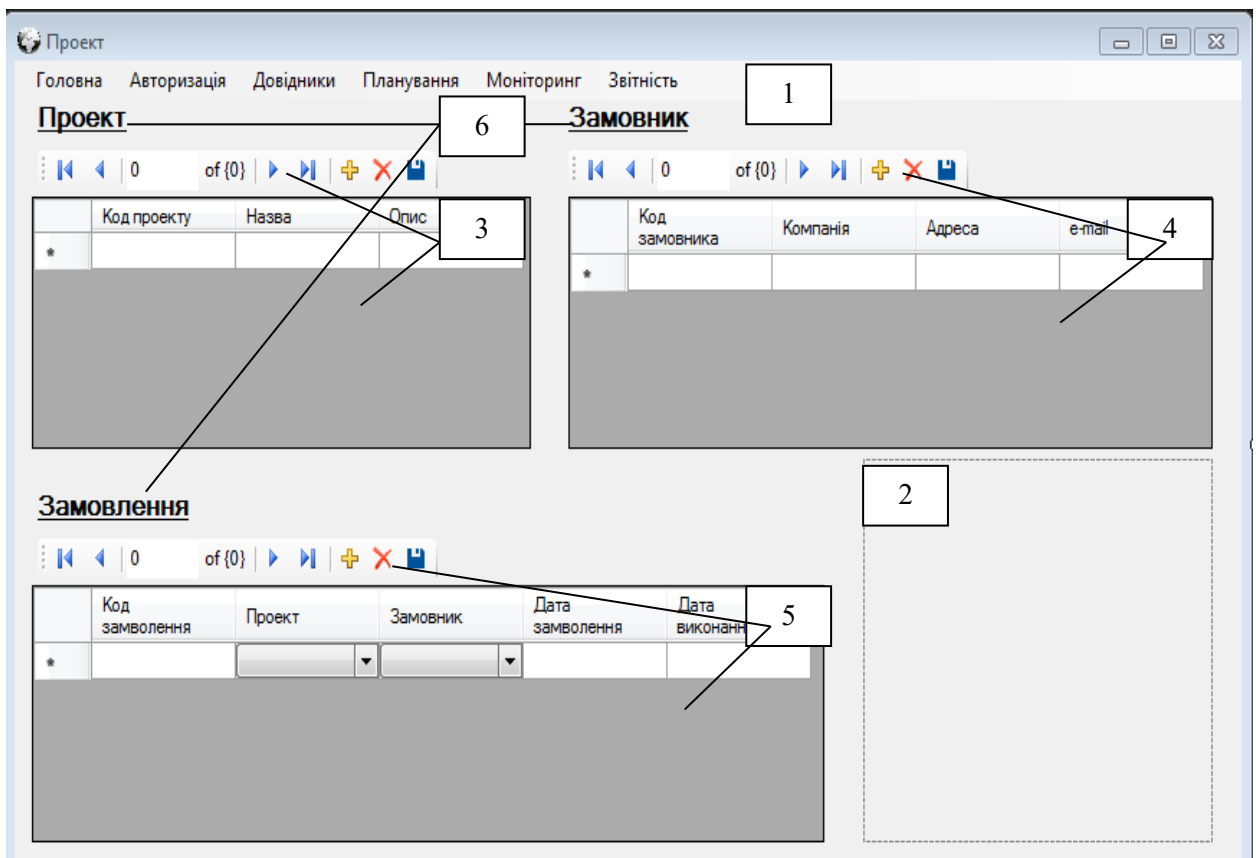 Проект
Головна Авторизація Довідники Планування Моніторинг Звітність
1
Проект
6
Замовник
0 of {0}
0 of {0}
Код проекту Назва Опис
3
Код
замовника Компанія Адреса e-mail
4
*
*
2
Замовлення
0 of {0}
Код
замволення Проект Замовник Дата
замволення Дата
виконанн
5
*